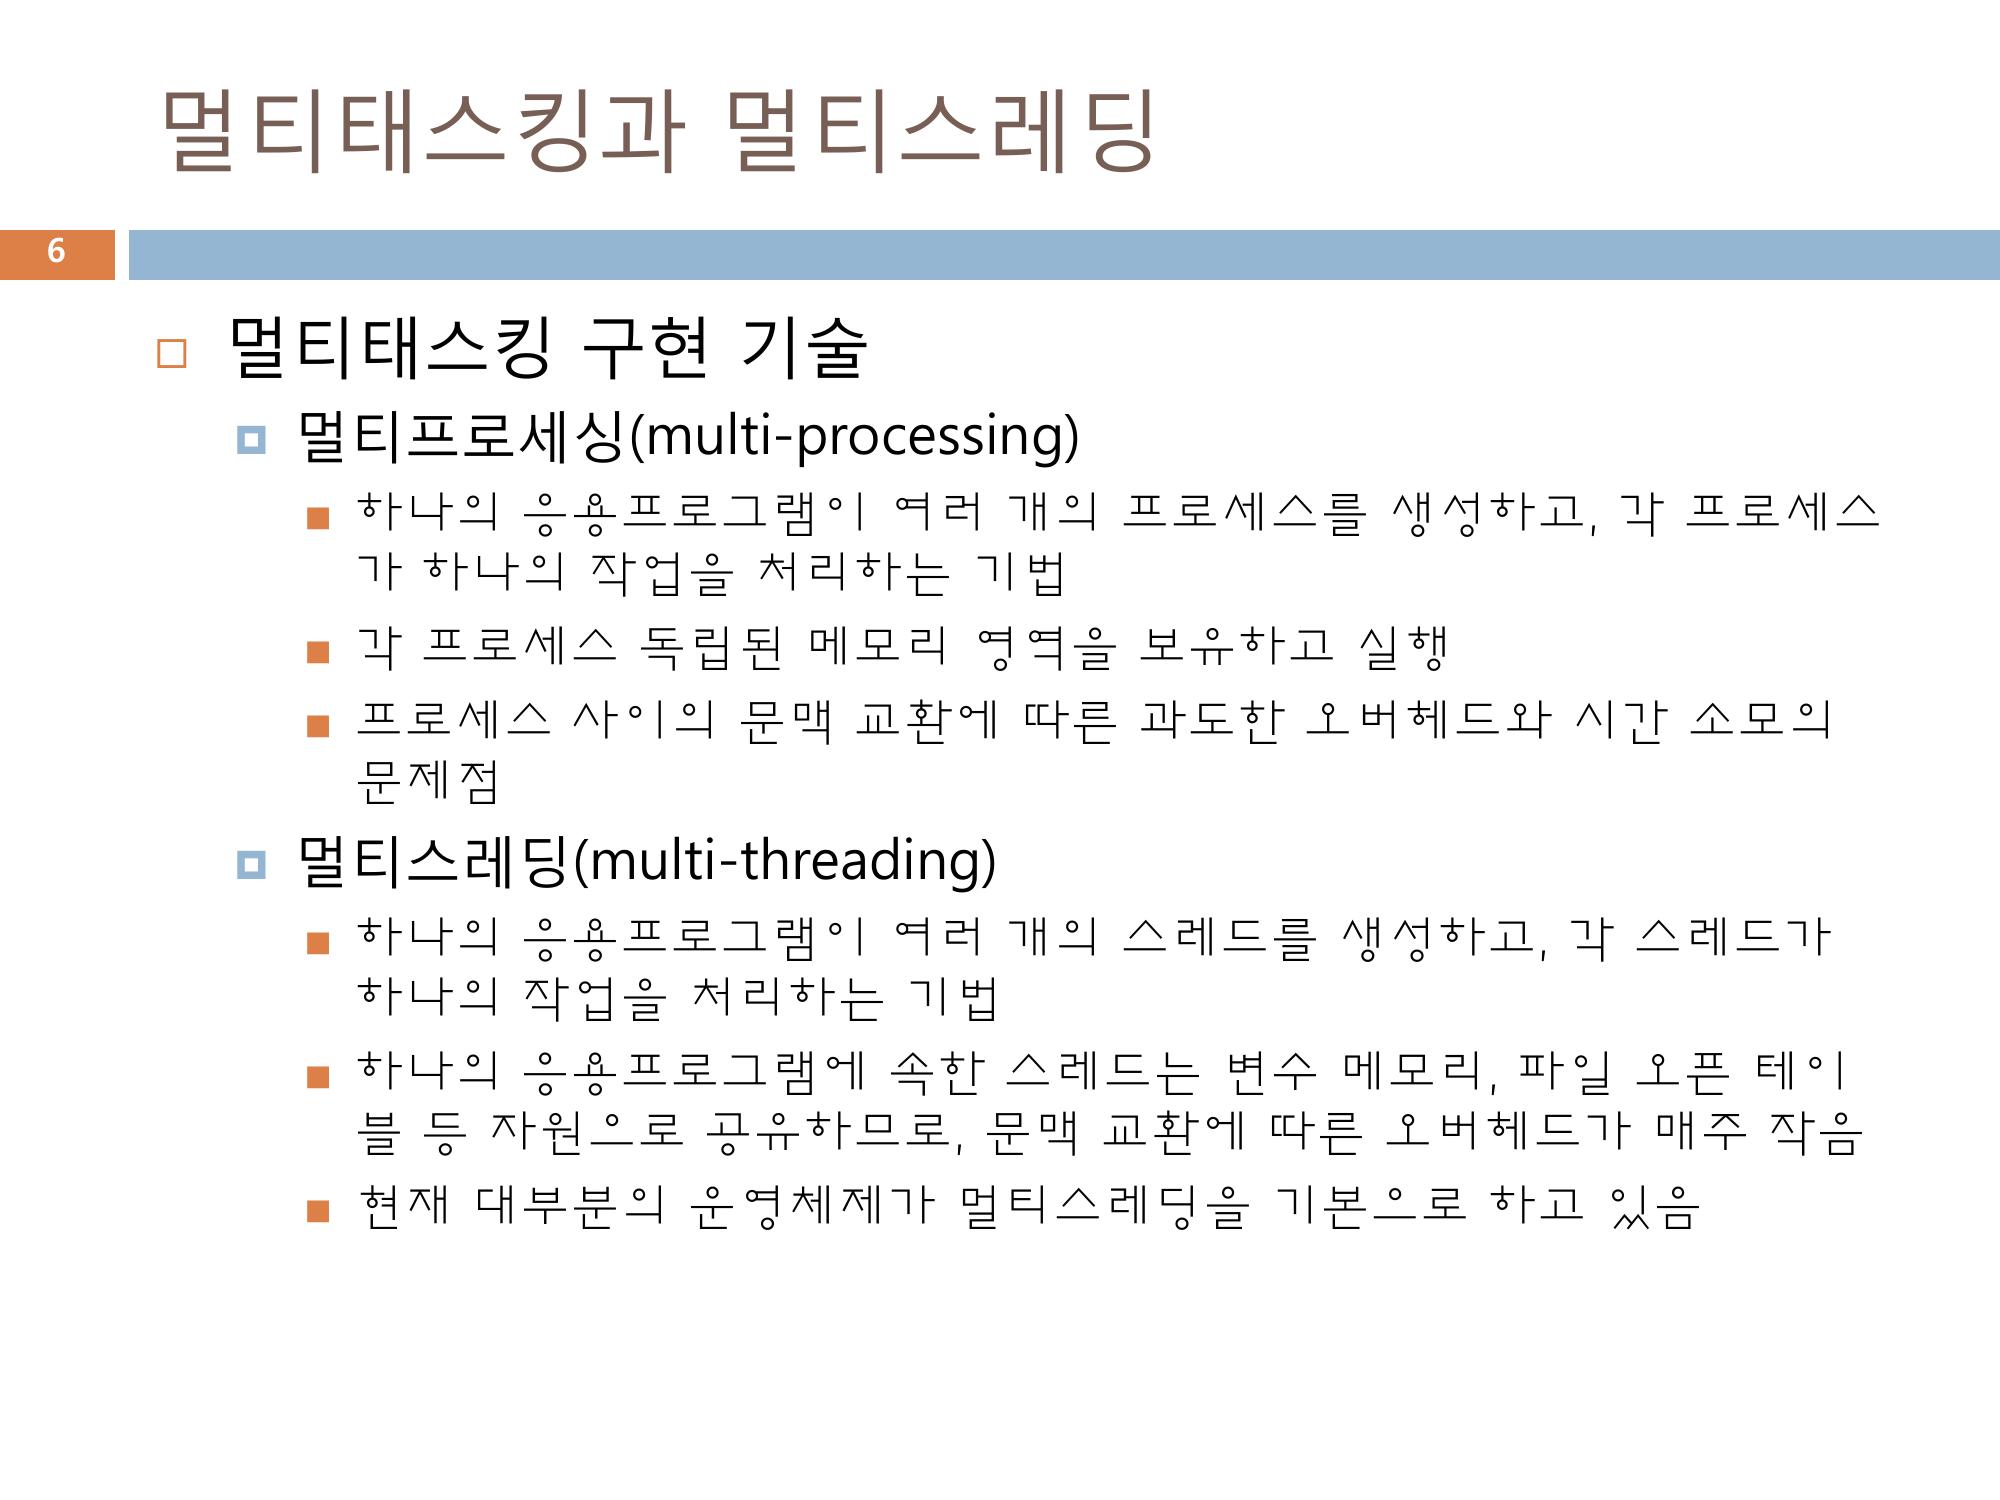 멀티태스킹과 멀티스레딩
6
멀티태스킹 구현 기술
멀티프로세싱(multi-processing)
하나의 응용프로그램이 여러 개의 프로세스를 생성하고, 각 프로세스
가 하나의 작업을 처리하는 기법
각 프로세스 독립된 메모리 영역을 보유하고 실행
프로세스 사이의 문맥 교환에 따른 과도한 오버헤드와 시간 소모의
문제점
멀티스레딩(multi-threading)
하나의 응용프로그램이 여러 개의 스레드를 생성하고, 각 스레드가
하나의 작업을 처리하는 기법
하나의 응용프로그램에 속한 스레드는 변수 메모리, 파일 오픈 테이
블 등 자원으로 공유하므로, 문맥 교환에 따른 오버헤드가 매주 작음
현재 대부분의 운영체제가 멀티스레딩을 기본으로 하고 있음